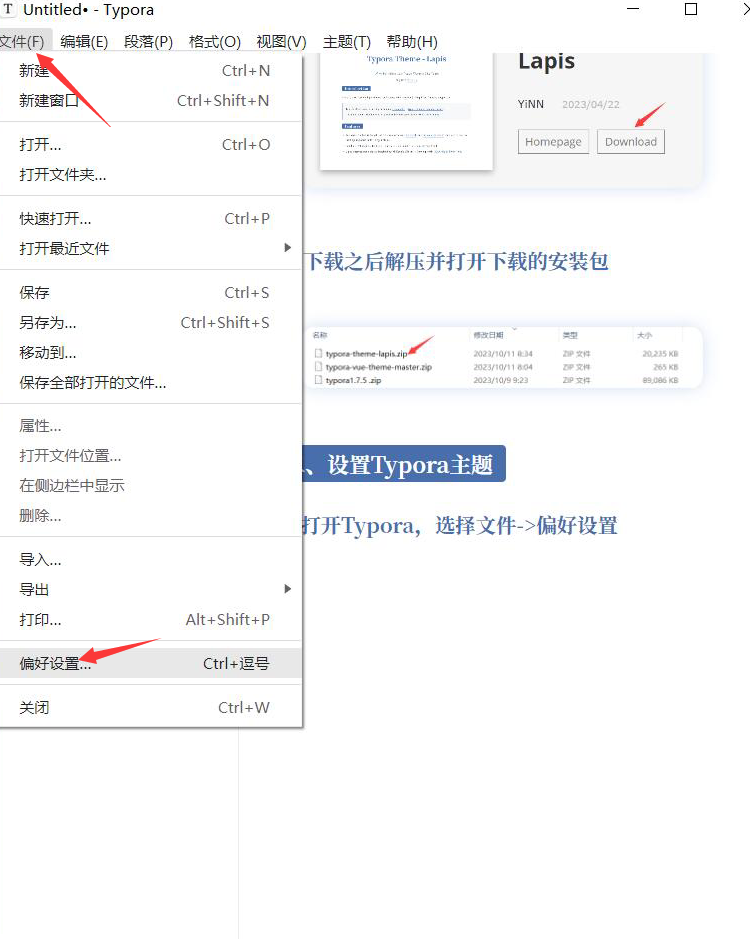 Untitled• - Typora
文件(F) 编辑(E) 段落(P) 格式(O) 视图(V) 主题(T) 帮助(H)
新建 Ctrl+N
新建窗口 Ctrl+Shift+N
打开... Ctrl+O
打开文件夹...
快速打开... Ctrl+P
打开最近文件
保存 Ctrl+S
另存为... Ctrl+Shift+S
移动到...
保存全部打开的文件...
属性...
打开文件位置...
在侧边栏中显示
删除...
导入...
导出
打印... Alt+Shift+P
偏好设置... Ctrl+逗号
关闭 Ctrl+W
Typora Theme - Lapis
Lapis
YiNN 2023/04/22
Homepage Download
下载之后解压并打开下载的安装包
名称 修改日期 类型 大小
typora-theme-lapis.zip 2023/10/11 8:34 ZIP 文件 20,235 KB
typora-vue-theme-master.zip 2023/10/11 8:04 ZIP 文件 265 KB
typora1.7.5 .zip 2023/10/9 9:23 ZIP 文件 89,086 KB
、设置Typora主题
打开Typora，选择文件->偏好设置